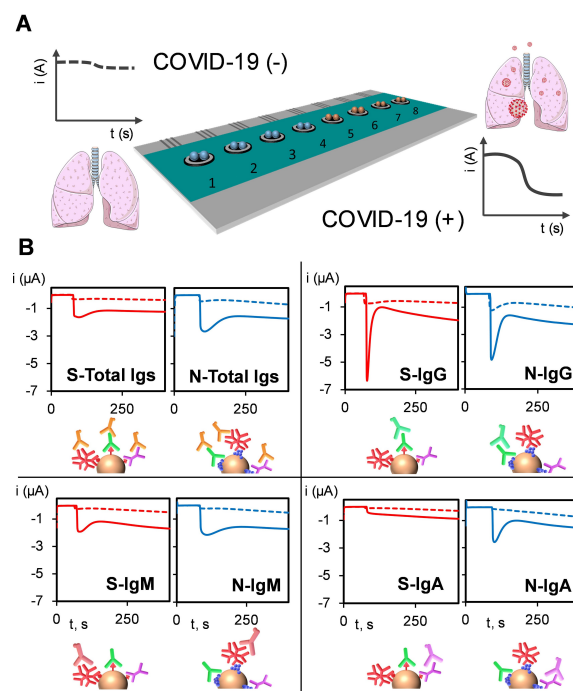 A
i (A)
COVID-19 (-)
t (s)
1 2 3 4 5 6 7 8
i (A)
COVID-19 (+)
t (s)
B
i (µA)
-1
-3
-5
-7
0
250
S-Total Igs
0
250
N-Total Igs
i (µA)
-1
-3
-5
-7
0
250
S-IgG
0
250
N-IgG
i (µA)
-1
-3
-5
-7
0
t, s
250
S-IgM
0
t, s
250
N-IgM
i (µA)
-1
-3
-5
-7
0
t, s
250
S-IgA
0
t, s
250
N-IgA